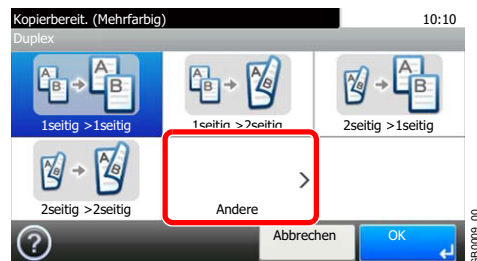 Kopierbereit. (Mehrfarbig) 10:10
Duplex
1seitig >1seitig
1seitig >2seitig
2seitig >1seitig
2seitig >2seitig
Andere
Abbrechen
OK